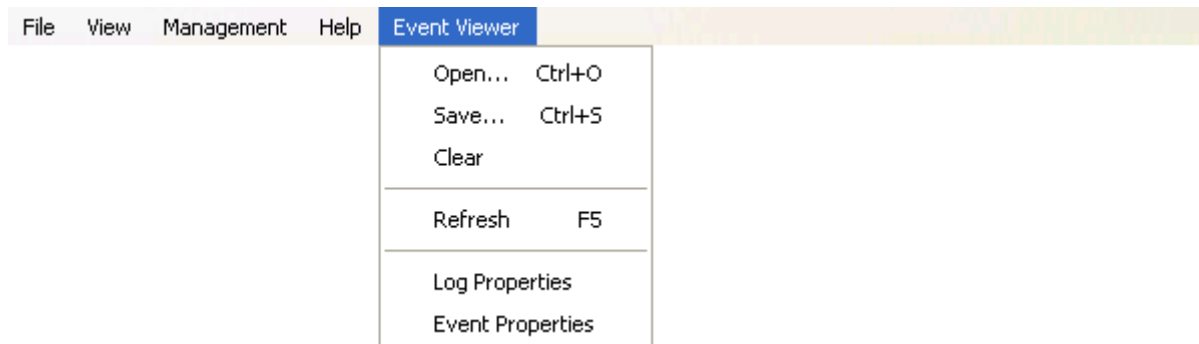 File View Management Help Event Viewer
Open... Ctrl+O
Save... Ctrl+S
Clear
Refresh F5
Log Properties
Event Properties